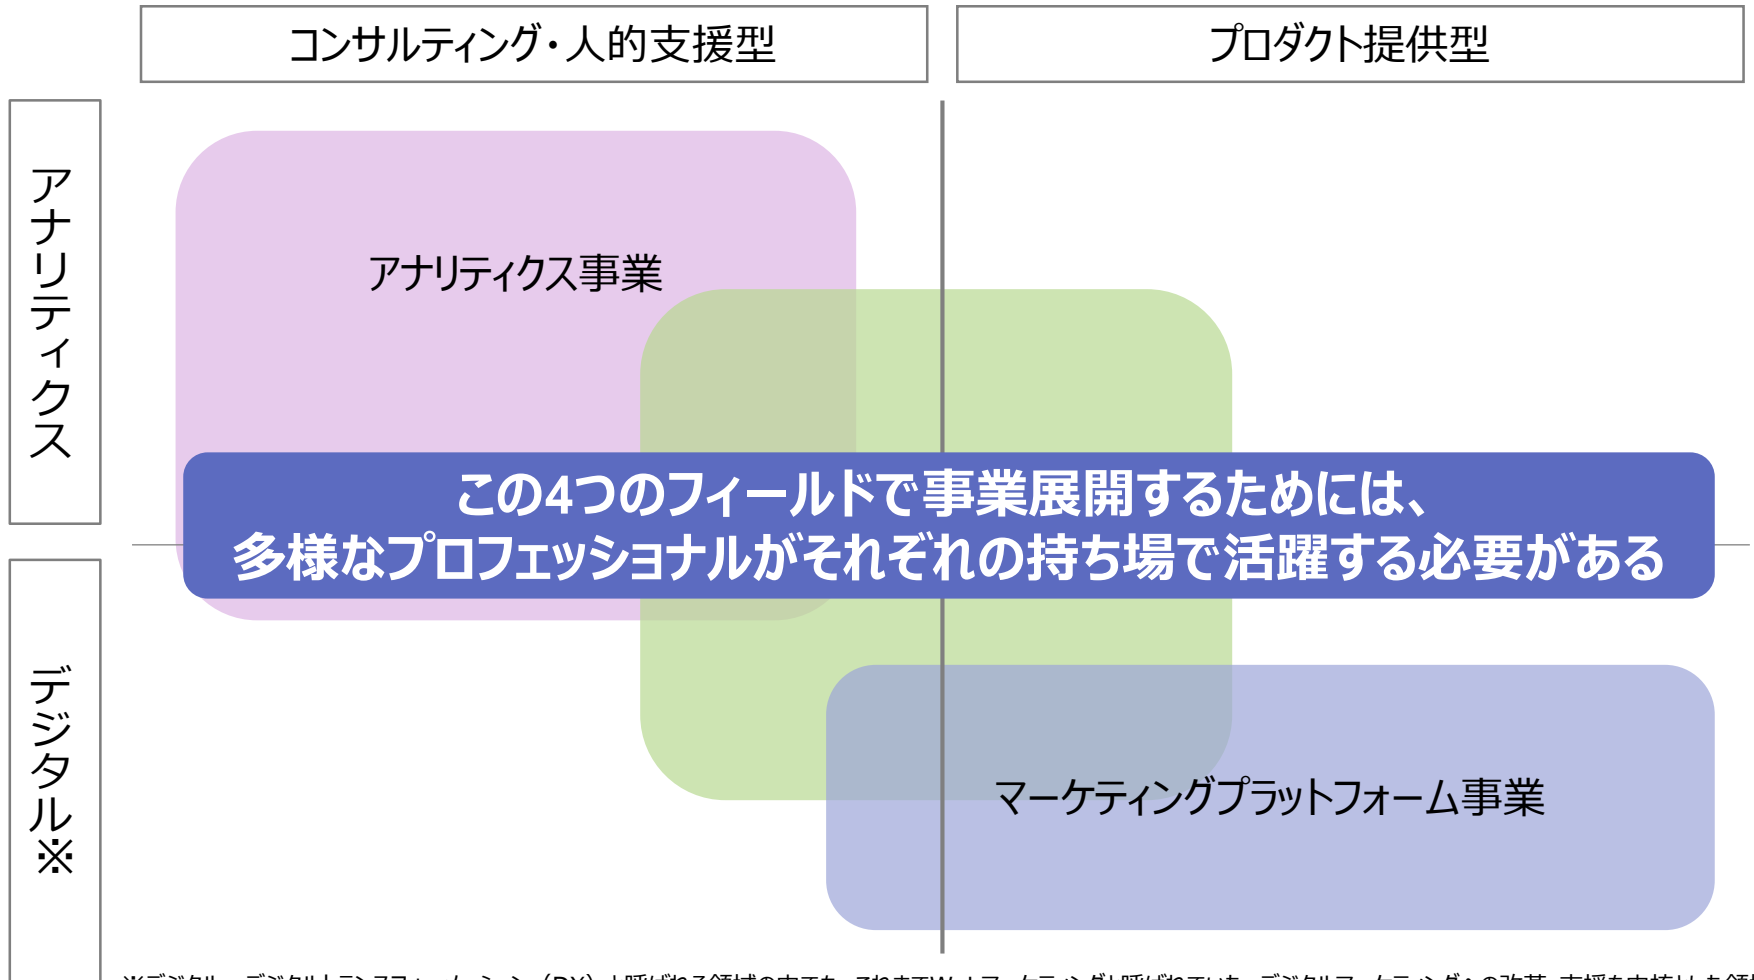 コンサルティング・人的支援型
プロダクト提供型
アナリティクス
アナリティクス事業
この4つのフィールドで事業展開するためには、
多様なプロフェッショナルがそれぞれの持ち場で活躍する必要がある
デジタル※
マーケティングプラットフォーム事業